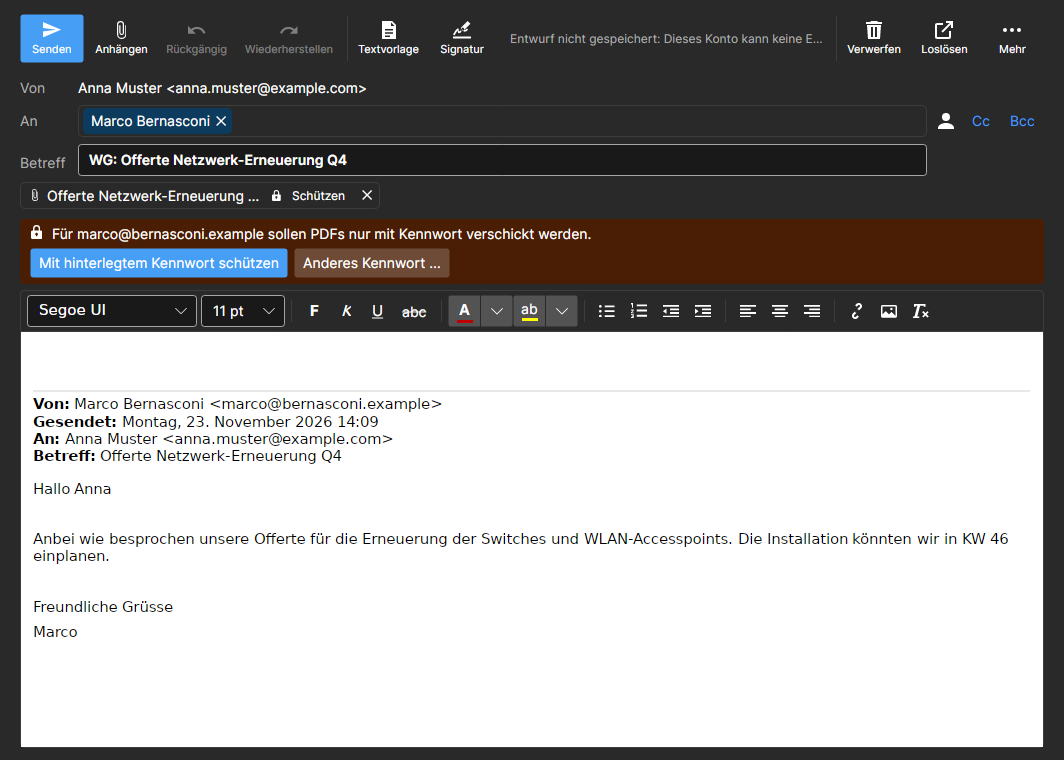 Senden
Anhängen
Rückgängig
Wiederherstellen
Textvorlage
Signatur
Entwurf nicht gespeichert: Dieses Konto kann keine E...
Verwerfen
Loslösen
Mehr
Von Anna Muster <anna.muster@example.com>
An Marco Bernasconi
Cc Bcc
Betreff WG: Offerte Netzwerk-Erneuerung Q4
Offerte Netzwerk-Erneuerung ... Schützen
Für marco@bernasconi.example sollen PDFs nur mit Kennwort verschickt werden.
Mit hinterlegtem Kennwort schützen Anderes Kennwort ...
Segoe UI 11 pt F K U abc A ab
Von: Marco Bernasconi <marco@bernasconi.example>
Gesendet: Montag, 23. November 2026 14:09
An: Anna Muster <anna.muster@example.com>
Betreff: Offerte Netzwerk-Erneuerung Q4
Hallo Anna
Anbei wie besprochen unsere Offerte für die Erneuerung der Switches und WLAN-Accesspoints. Die Installation könnten wir in KW 46
einplanen.
Freundliche Grüsse
Marco